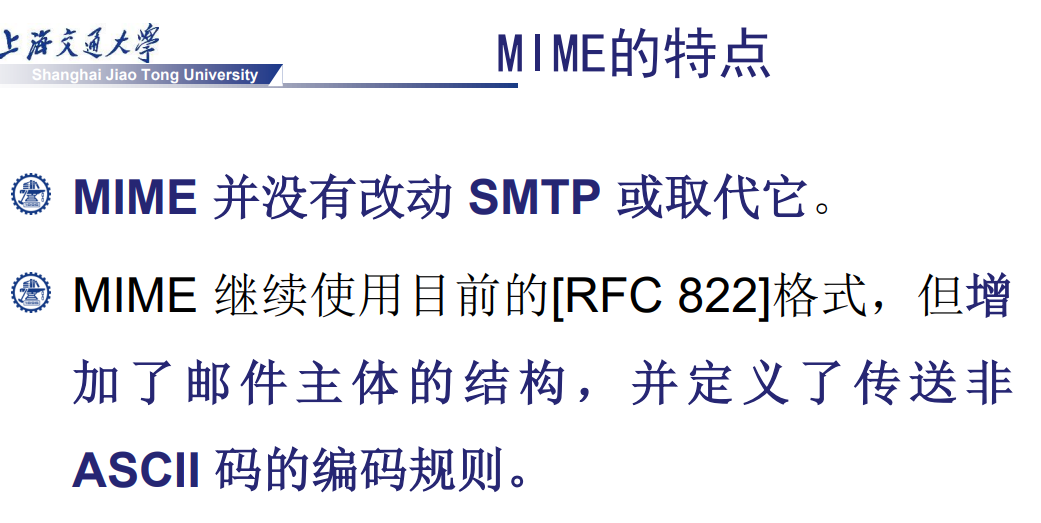 上海交通大学
Shanghai Jiao Tong University
MIME的特点
MIME 并没有改动 SMTP 或取代它。
MIME 继续使用目前的[RFC 822]格式，但增
加了邮件主体的结构，并定义了传送非
ASCII 码的编码规则。